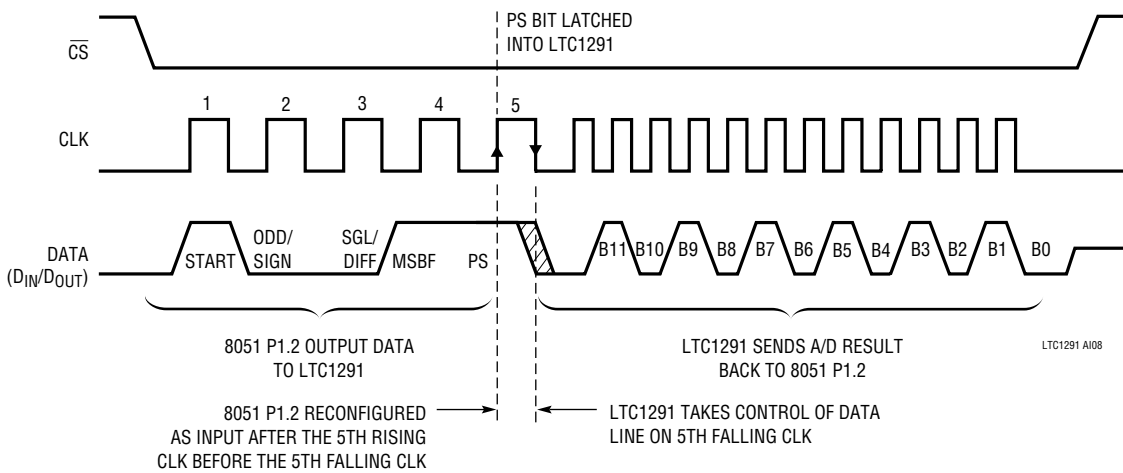 PS BIT LATCHED
INTO LTC1291
CS
1 2 3 4 5
CLK
DATA
(DIN/DOUT)
START
ODD/
SIGN
SGL/
DIFF
MSBF
PS
B11 B10 B9 B8 B7 B6 B5 B4 B3 B2 B1 B0
8051 P1.2 OUTPUT DATA
TO LTC1291
LTC1291 SENDS A/D RESULT
BACK TO 8051 P1.2
LTC1291 AI08
8051 P1.2 RECONFIGURED
AS INPUT AFTER THE 5TH RISING
CLK BEFORE THE 5TH FALLING CLK
LTC1291 TAKES CONTROL OF DATA
LINE ON 5TH FALLING CLK